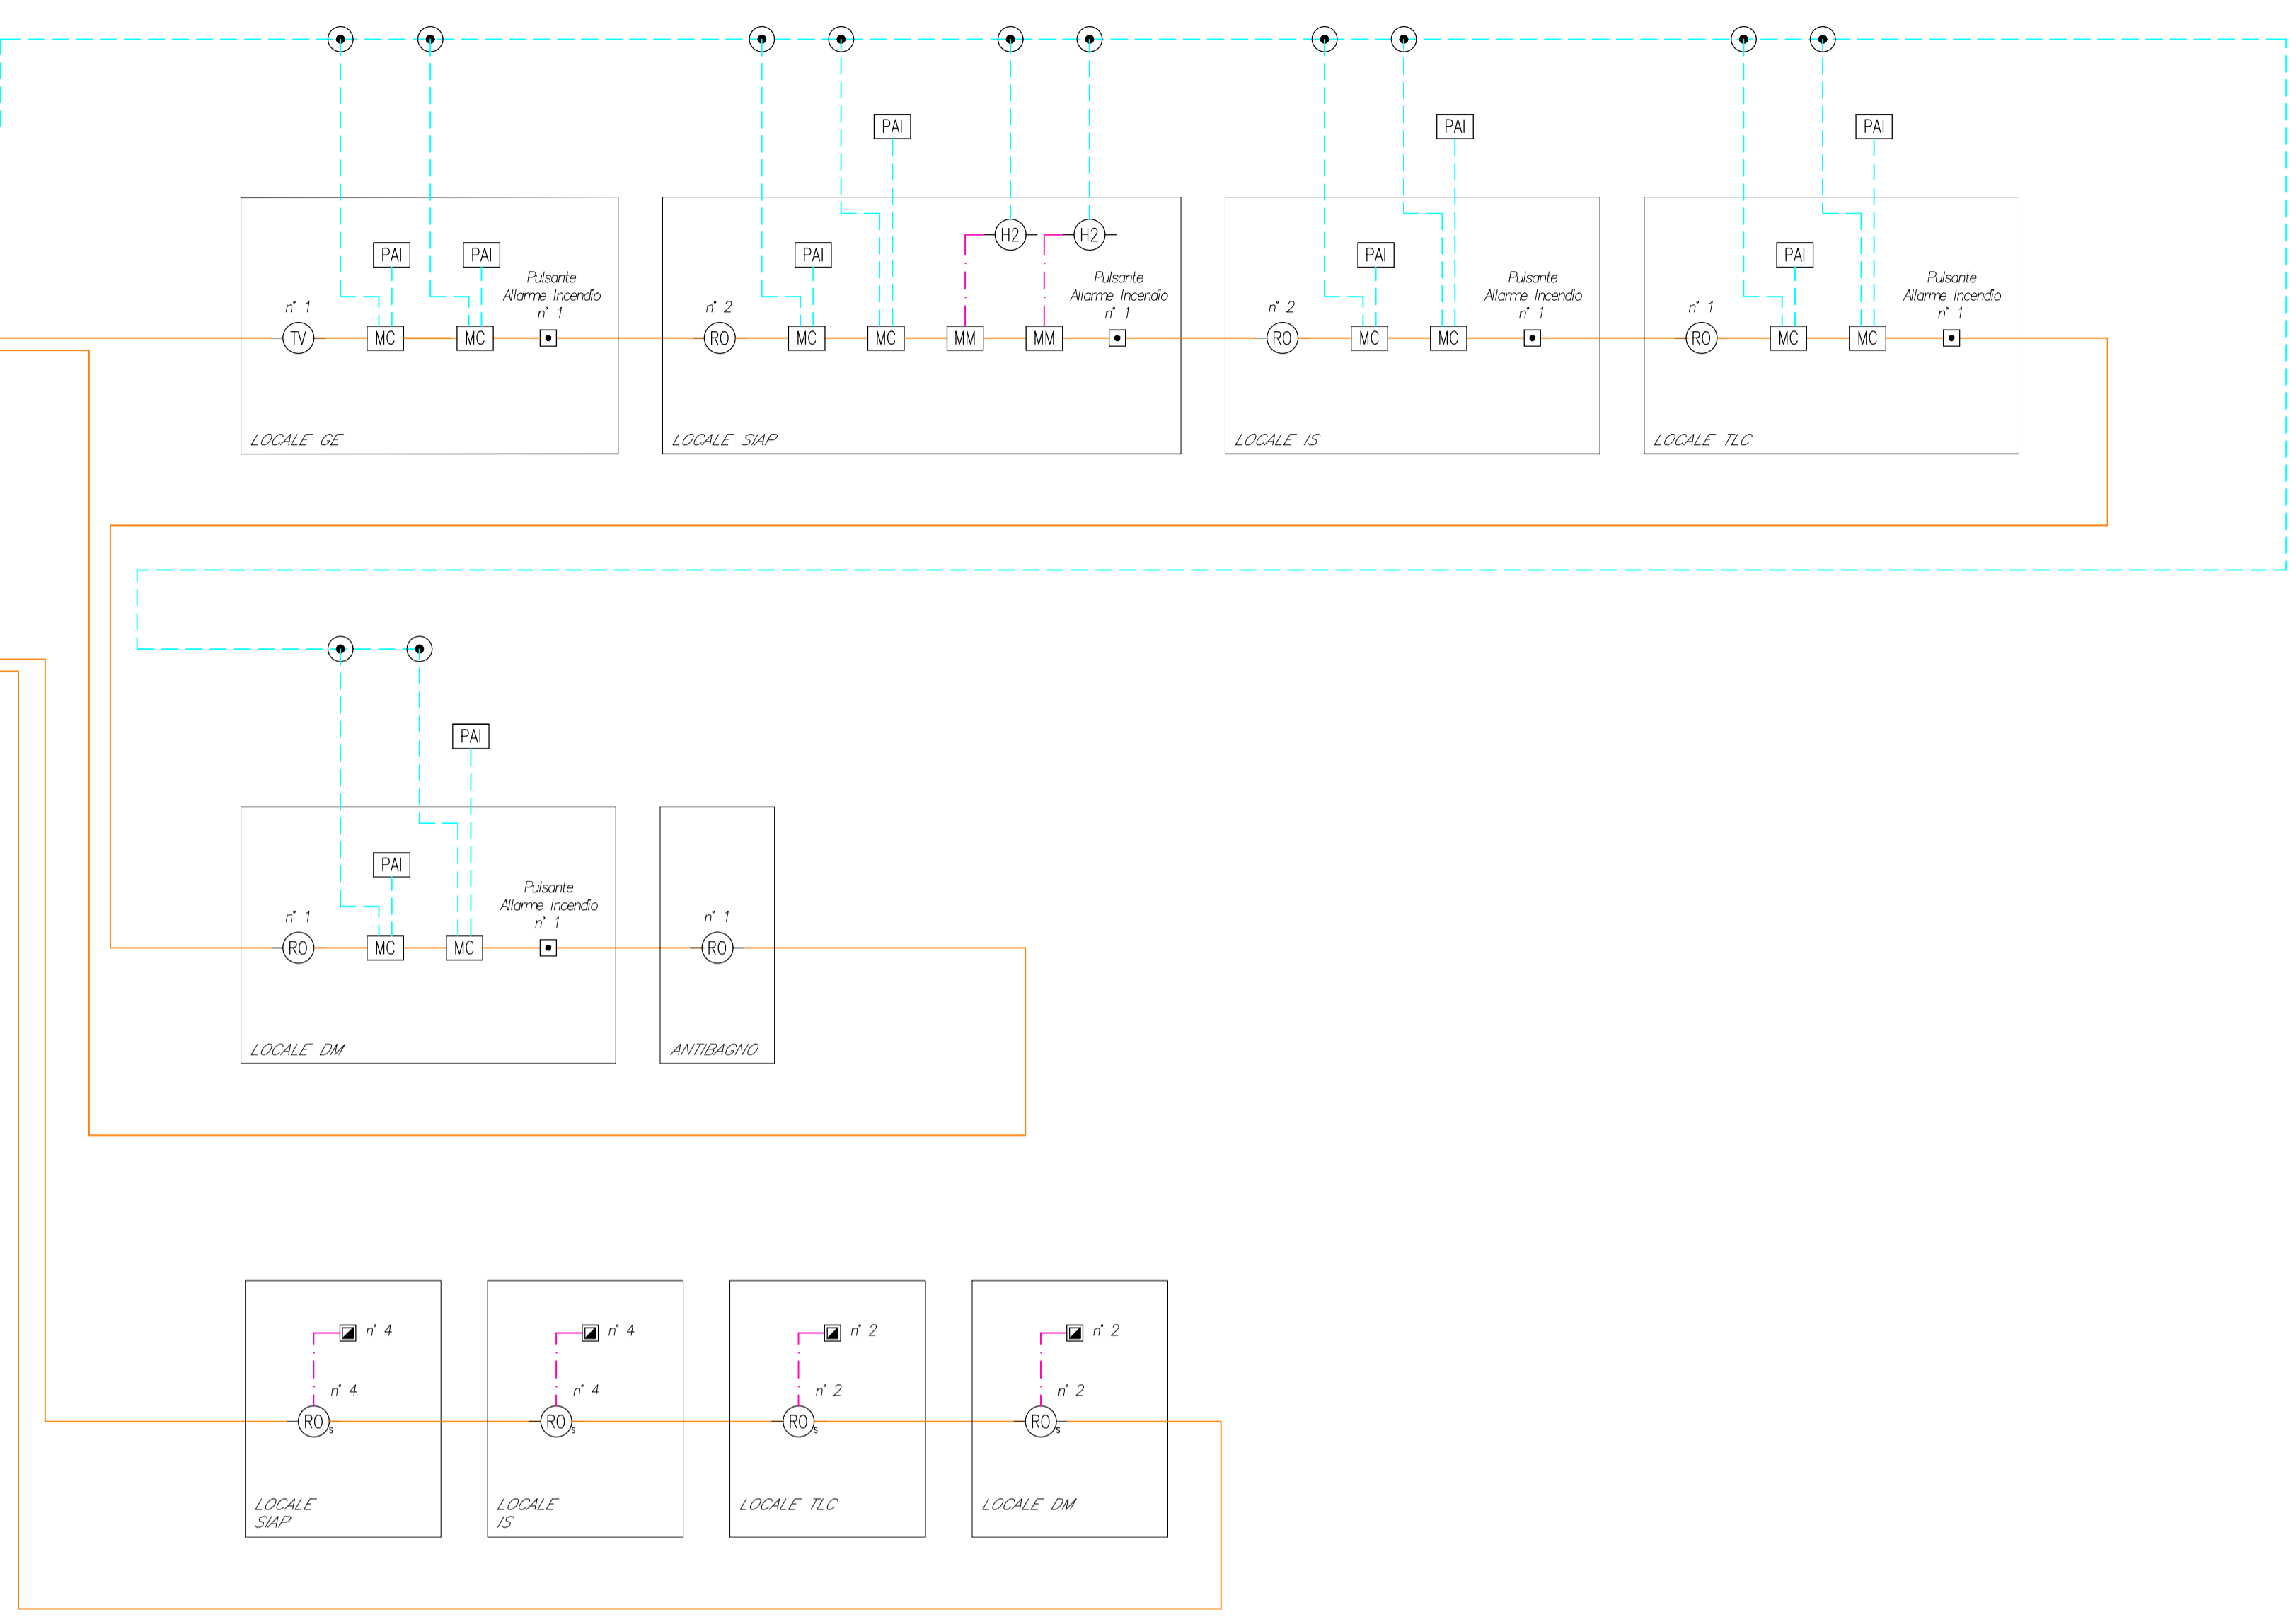 PAI
PAI
PAI
PAI
PAI
H2
H2
PAI
PAI
PAI
Pulsante
Allarme Incendio
n° 1
Pulsante
Allarme Incendio
n° 1
Pulsante
Allarme Incendio
n° 1
Pulsante
Allarme Incendio
n° 1
n° 1
n° 2
n° 2
n° 1
TV
MC
MC
RO
MC
MC
MM
MM
RO
MC
MC
RO
MC
MC
LOCALE GE
LOCALE SIAP
LOCALE IS
LOCALE TLC
PAI
PAI
Pulsante
Allarme Incendio
n° 1
n° 1
n° 1
RO
MC
MC
RO
LOCALE DM
ANTIBAGNO
n° 4
n° 4
n° 2
n° 2
n° 4
n° 4
n° 2
n° 2
RO s
RO s
RO s
RO s
LOCALE
SIAP
LOCALE
IS
LOCALE TLC
LOCALE DM